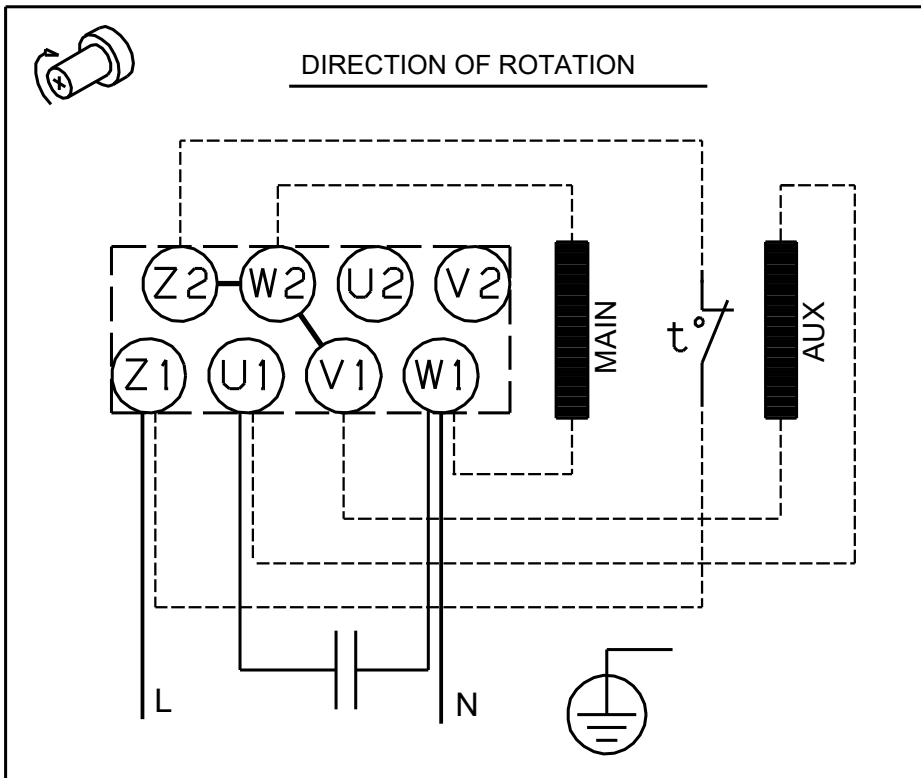 DIRECTION OF ROTATION
Z2 W2 U2 V2
Z1 U1 V1 W1
MAIN
t°
AUX
L
N